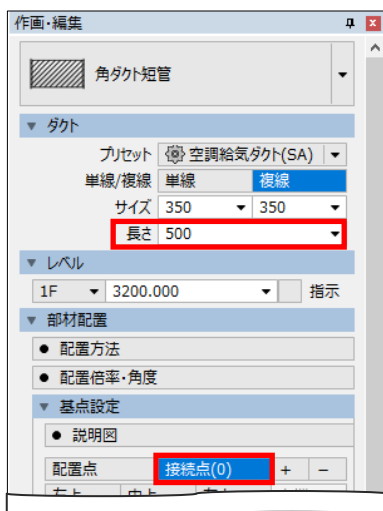 作画・編集
角ダクト短管
ダクト
プリセット 空調給気ダクト(SA)
単線/複線 単線 複線
サイズ 350 350
長さ 500
レベル
1F 3200.000 指示
部材配置
● 配置方法
● 配置倍率・角度
基点設定
● 説明図
配置点 接続点(0) + −